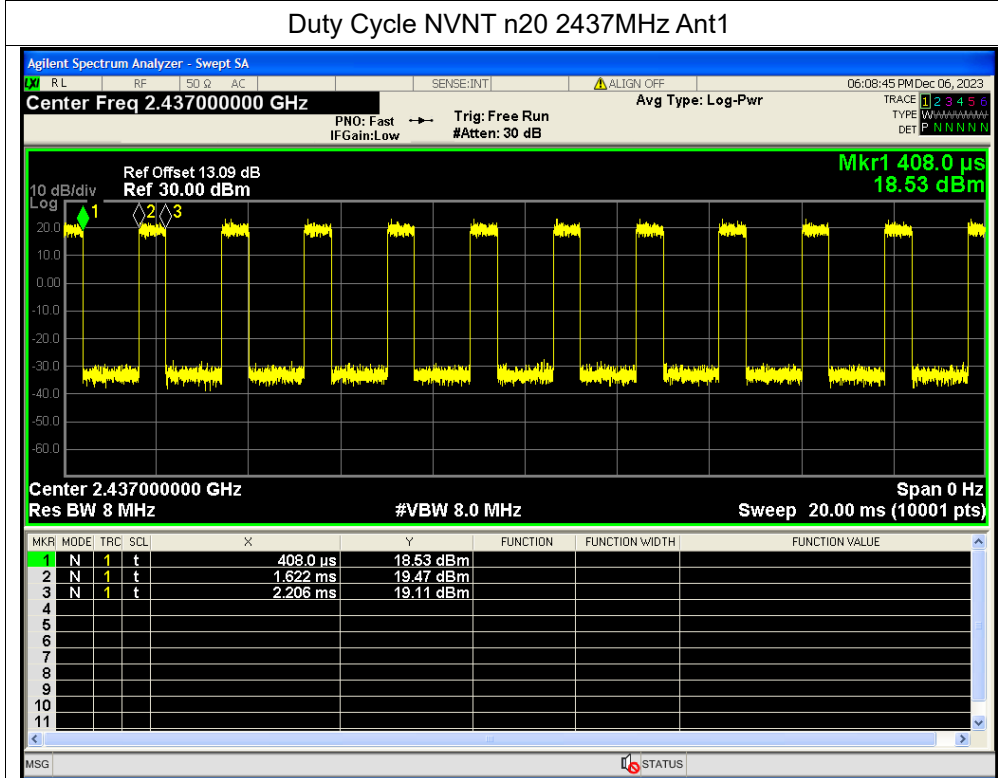 Duty Cycle NVNT n20 2437MHz Ant1
Agilent Spectrum Analyzer - Swept SA
LXI RL RF 50 Ω AC SENSE:INT ALIGN OFF 06:08:45 PM Dec 06, 2023
Center Freq 2.437000000 GHz Avg Type: Log-Pwr TRACE 1 2 3 4 5 6
PNO: Fast Trig: Free Run TYPE W
IFGain:Low #Atten: 30 dB DET P N N N N N
Mkr1 408.0 µs
18.53 dBm
Ref Offset 13.09 dB
10 dB/div Ref 30.00 dBm
Log
1 2 3
20.0
10.0
0.00
-10.0
-20.0
-30.0
-40.0
-50.0
-60.0
Center 2.437000000 GHz Span 0 Hz
Res BW 8 MHz #VBW 8.0 MHz Sweep 20.00 ms (10001 pts)
MKR MODE TRC SCL X Y FUNCTION FUNCTION WIDTH FUNCTION VALUE
1 N 1 t 408.0 µs 18.53 dBm
2 N 1 t 1.622 ms 19.47 dBm
3 N 1 t 2.206 ms 19.11 dBm
4
5
6
7
8
9
10
11
MSG STATUS